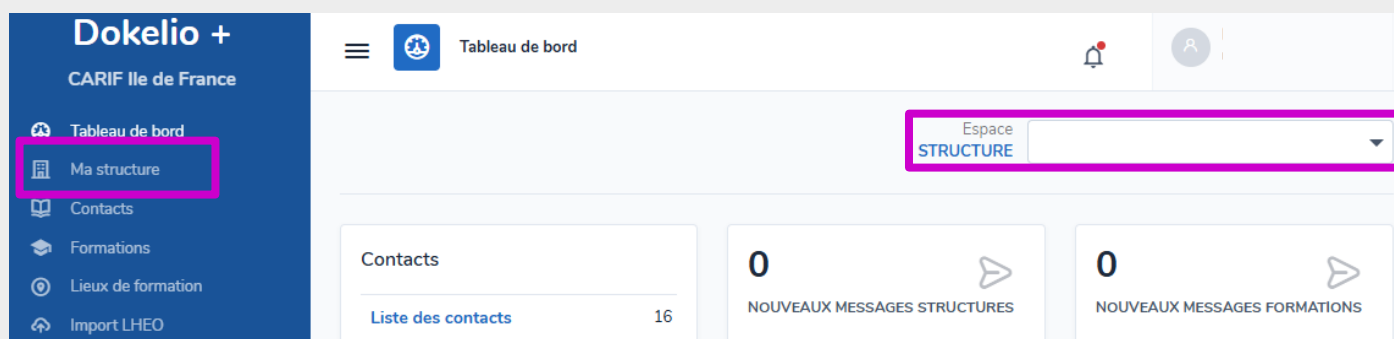 Dokelio +
CARIF Ile de France
Tableau de bord
Ma structure
Contacts
Formations
Lieux de formation
Import LHEO
Tableau de bord
Espace
STRUCTURE
Contacts
Liste des contacts 16
0
NOUVEAUX MESSAGES STRUCTURES
0
NOUVEAUX MESSAGES FORMATIONS